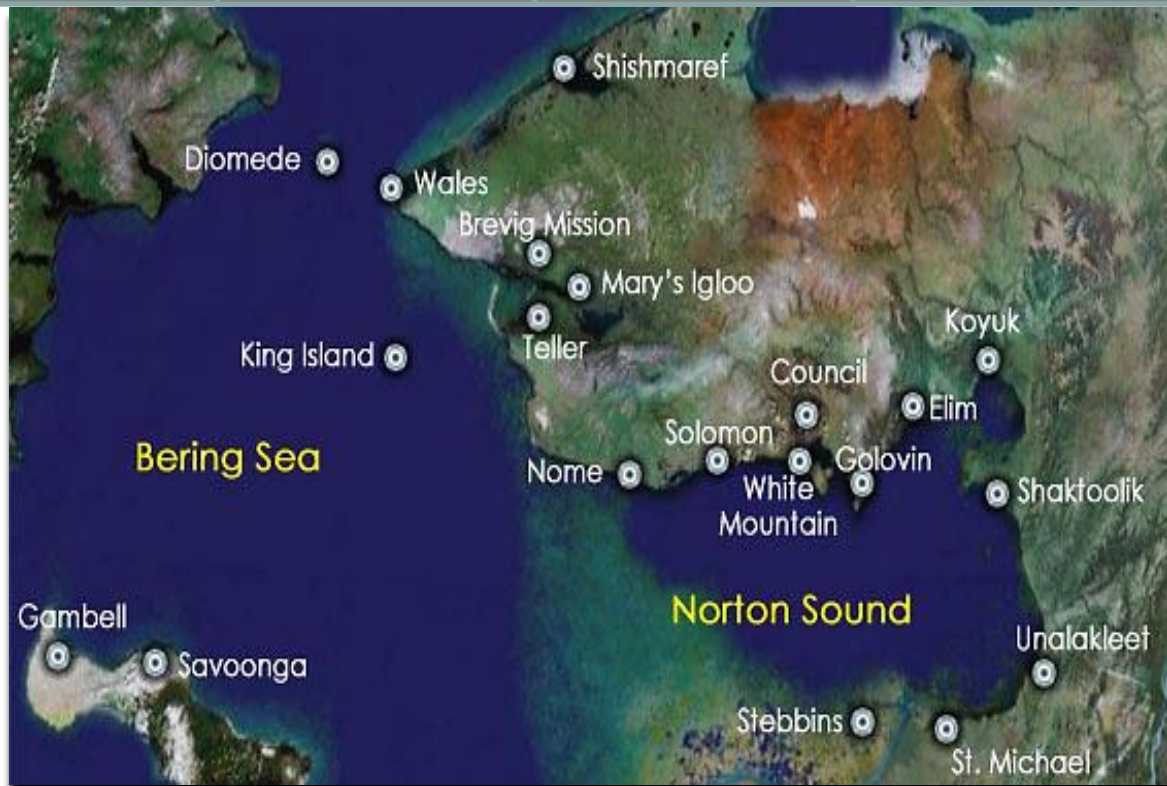 Shishmaref
Diomede
Wales
Brevig Mission
Mary's Igloo
Koyuk
Teller
King Island
Council
Elim
Solomon
Bering Sea
Golovin
Nome
White
Mountain
Shaktoolik
Norton Sound
Gambell
Unalakleet
Savoonga
Stebbins
St. Michael